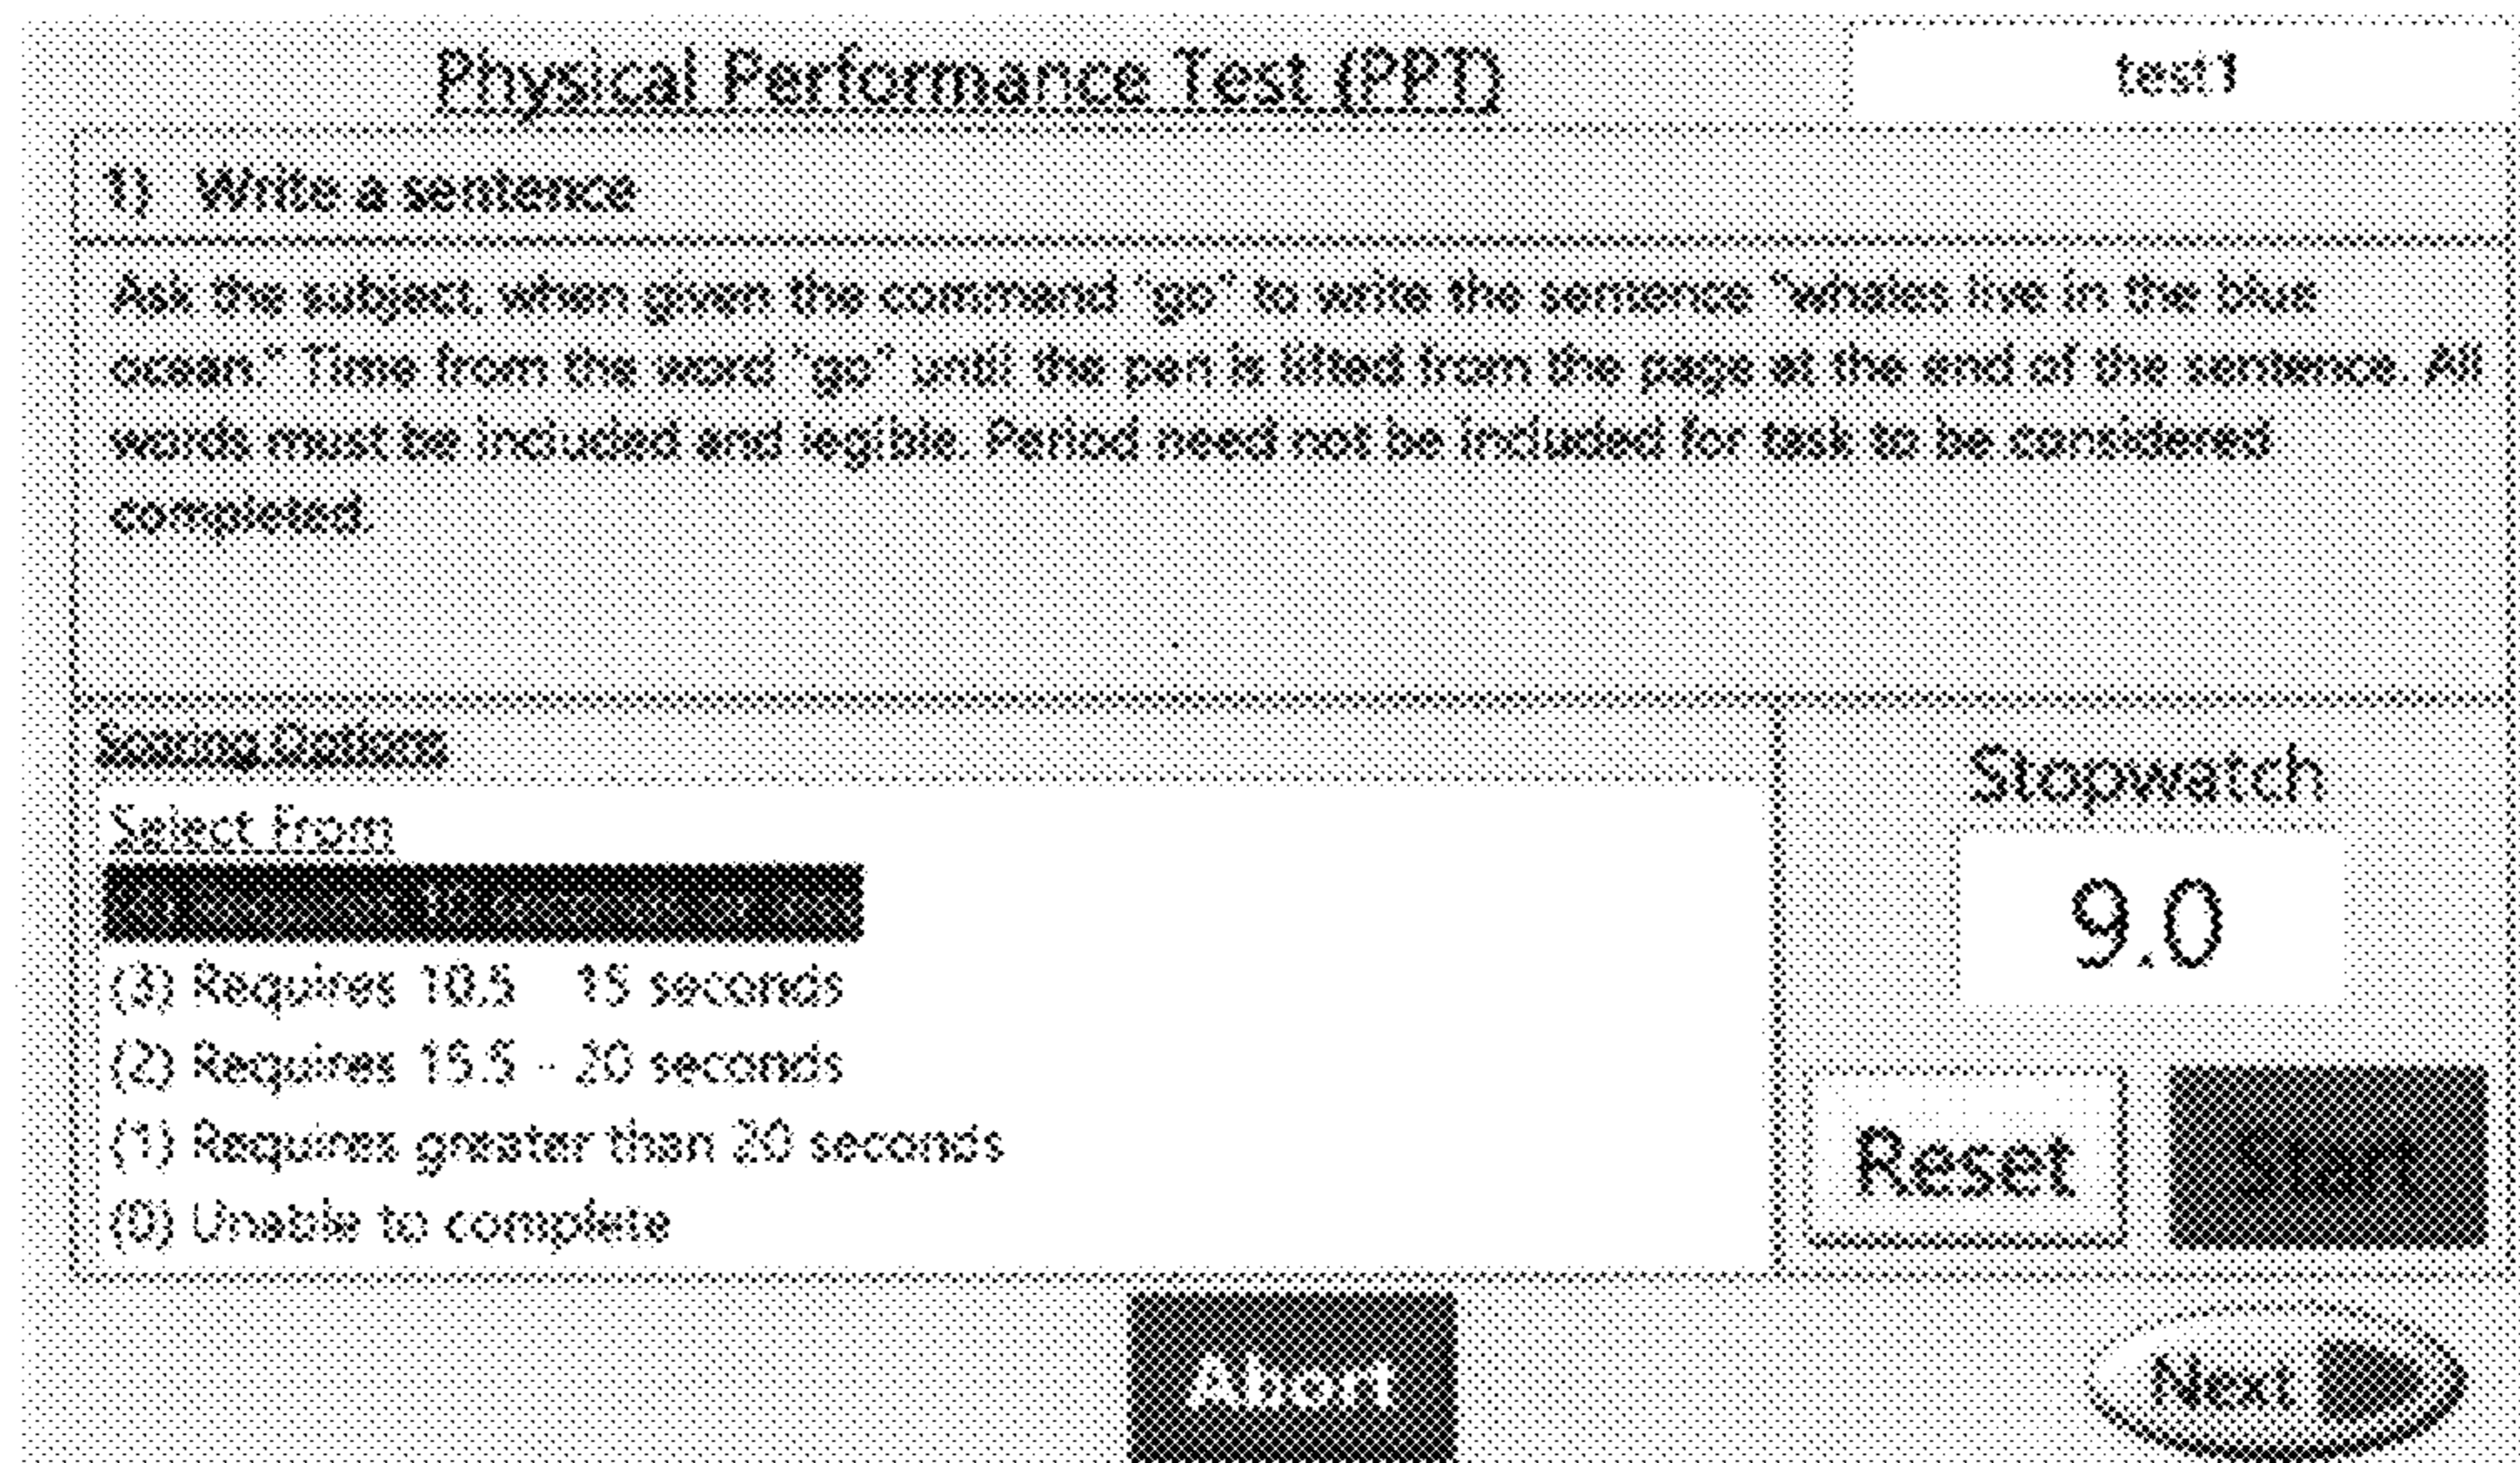 Physical Performance Test (PPT)
test1
1) Write a sentence
Ask the subject, when given the command "go" to write the sentence "whales live in the blue
ocean." Time from the word "go" until the pen is lifted from the page at the end of the sentence. All
words must be included and legible. Period need not be included for task to be considered
completed.
Scoring Options
Select From
10
(3) Requires 10.5 15 seconds
(2) Requires 15.5 - 20 seconds
(1) Requires greater than 20 seconds
(0) Unable to complete
Stopwatch
9.0
Reset
Start
Abort
Next